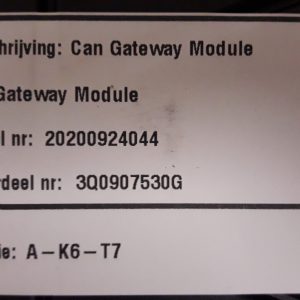 hrijving: Can Gateway Module
Gateway Module
l nr: 20200924044
rdeel nr: 3Q0907530G
ie: A-K6-T7